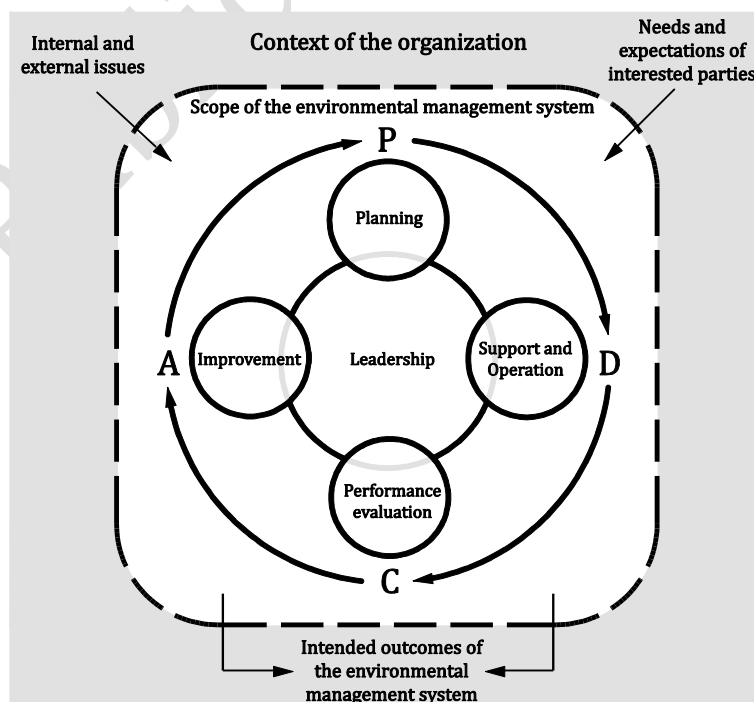 Internal and
external issues
Context of the organization
Needs and
expectations of
interested parties
Scope of the environmental management system
P
Planning
A
Improvement
Leadership
Support and
Operation
D
Performance
evaluation
C
Intended outcomes of
the environmental
management system